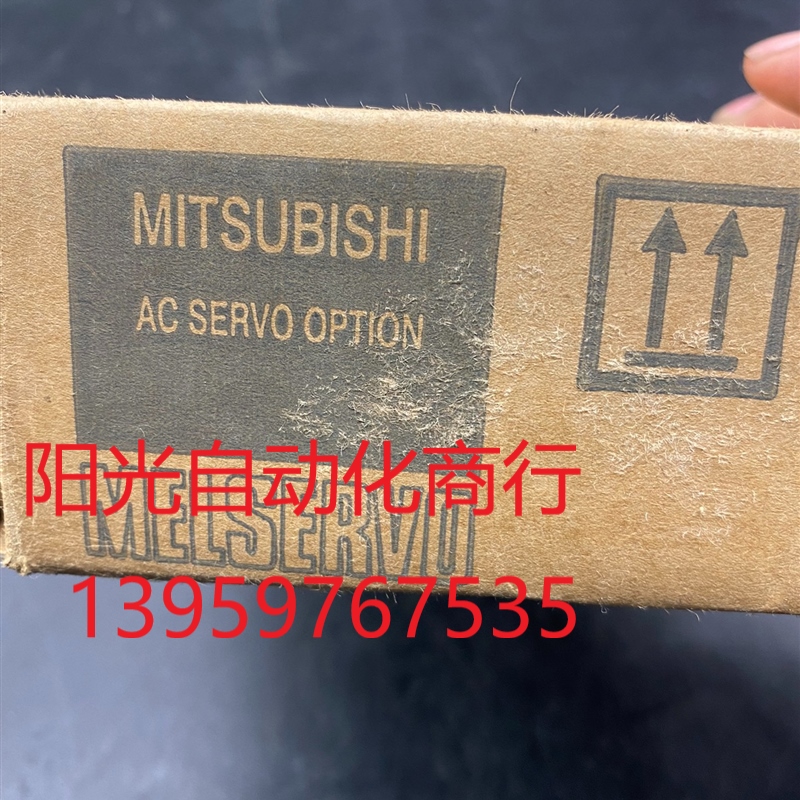 MITSUBISHI
AC SERVO OPTION
阳光自动化商行
MELSERVO
13959767535